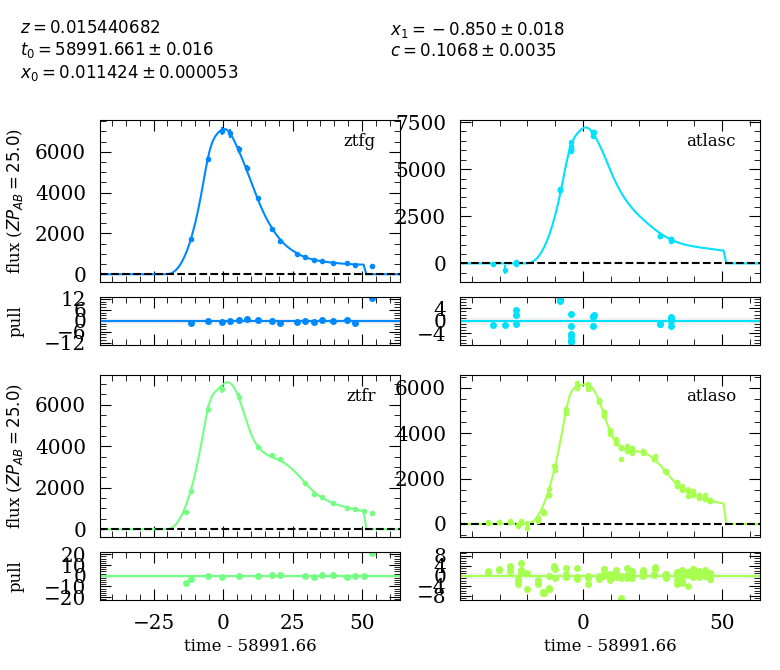 z = 0.015440682
t0 = 58991.661 ± 0.016
x0 = 0.011424 ± 0.000053
x1 = −0.850 ± 0.018
c = 0.1068 ± 0.0035
flux (ZPAB = 25.0)
6000
4000
2000
0
ztfg
7500
5000
2500
0
atlasc
pull
12
6
0
−6
−12
4
0
−4
flux (ZPAB = 25.0)
6000
4000
2000
0
ztfr
6000
4000
2000
0
atlaso
pull
20
10
0
−10
−20
8
4
0
−4
−8
−25 0 25 50
0 50
time - 58991.66
time - 58991.66